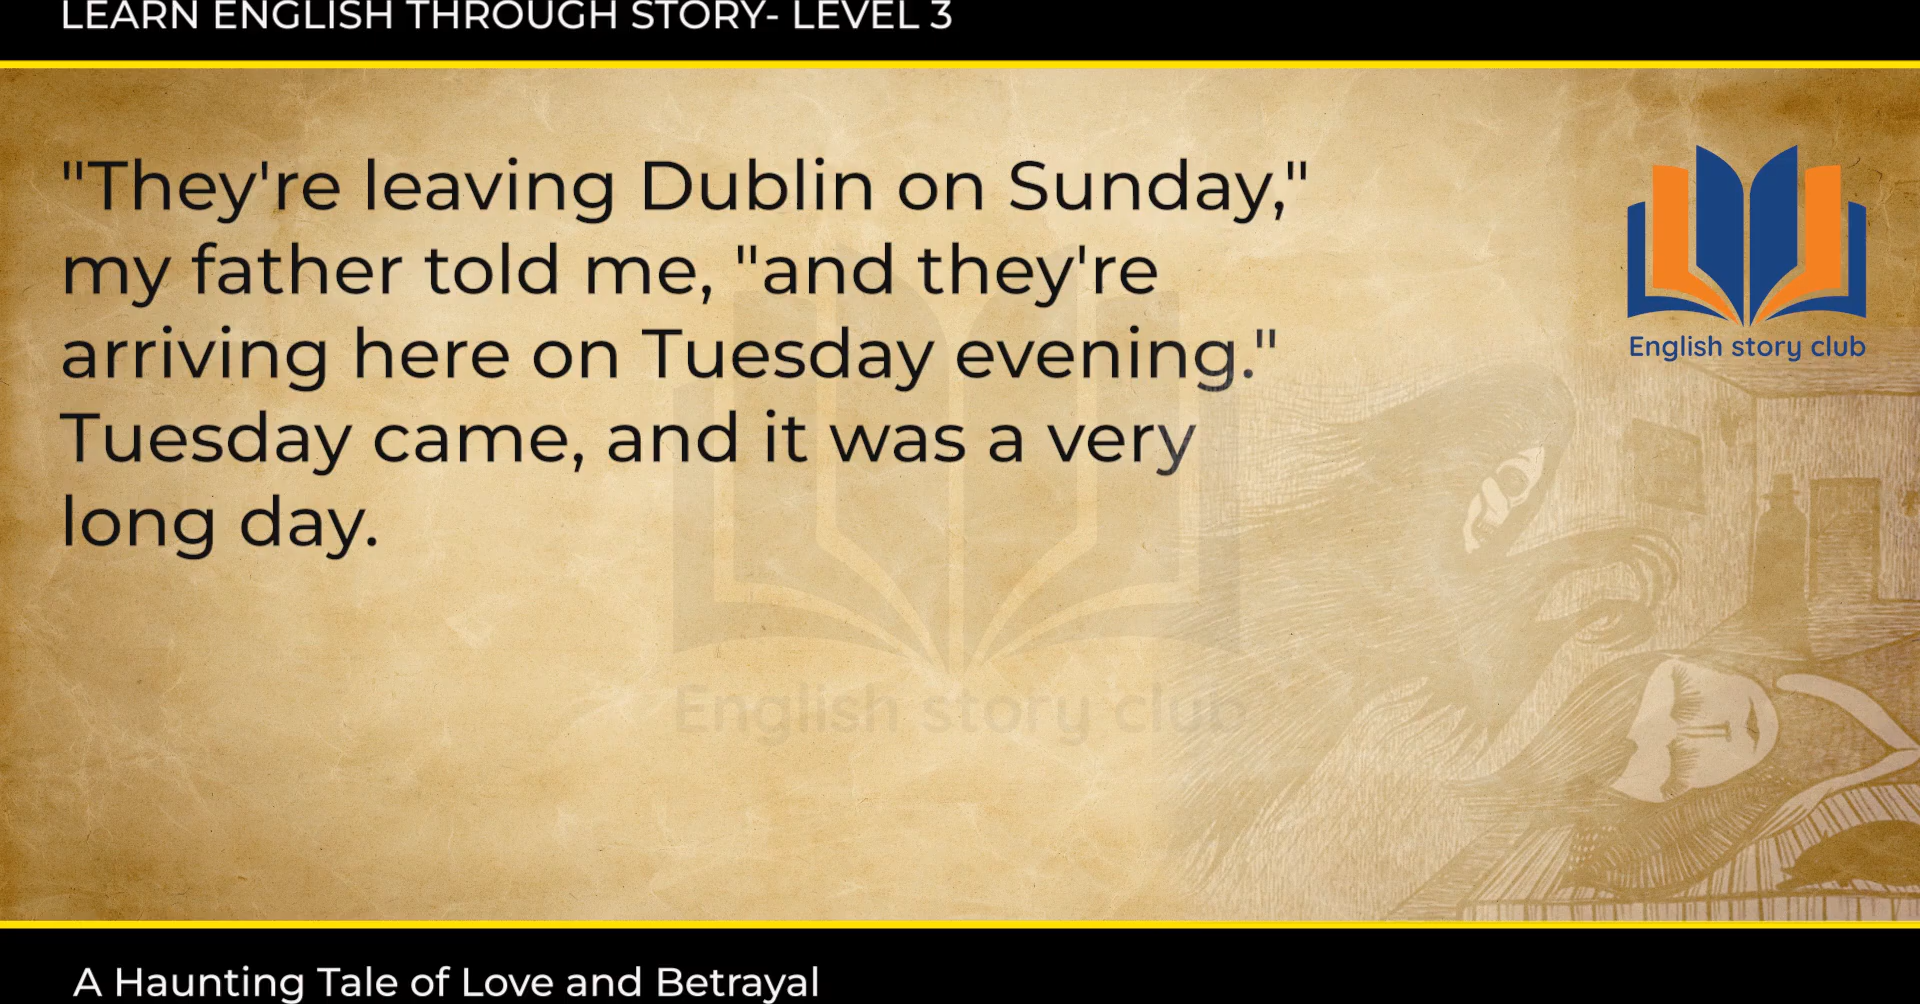 LEARN ENGLISH THROUGH STORY- LEVEL 3
"They're leaving Dublin on Sunday,"
my father told me, "and they're
arriving here on Tuesday evening."
Tuesday came, and it was a very
long day.
English story club
English story club
A Haunting Tale of Love and Betrayal